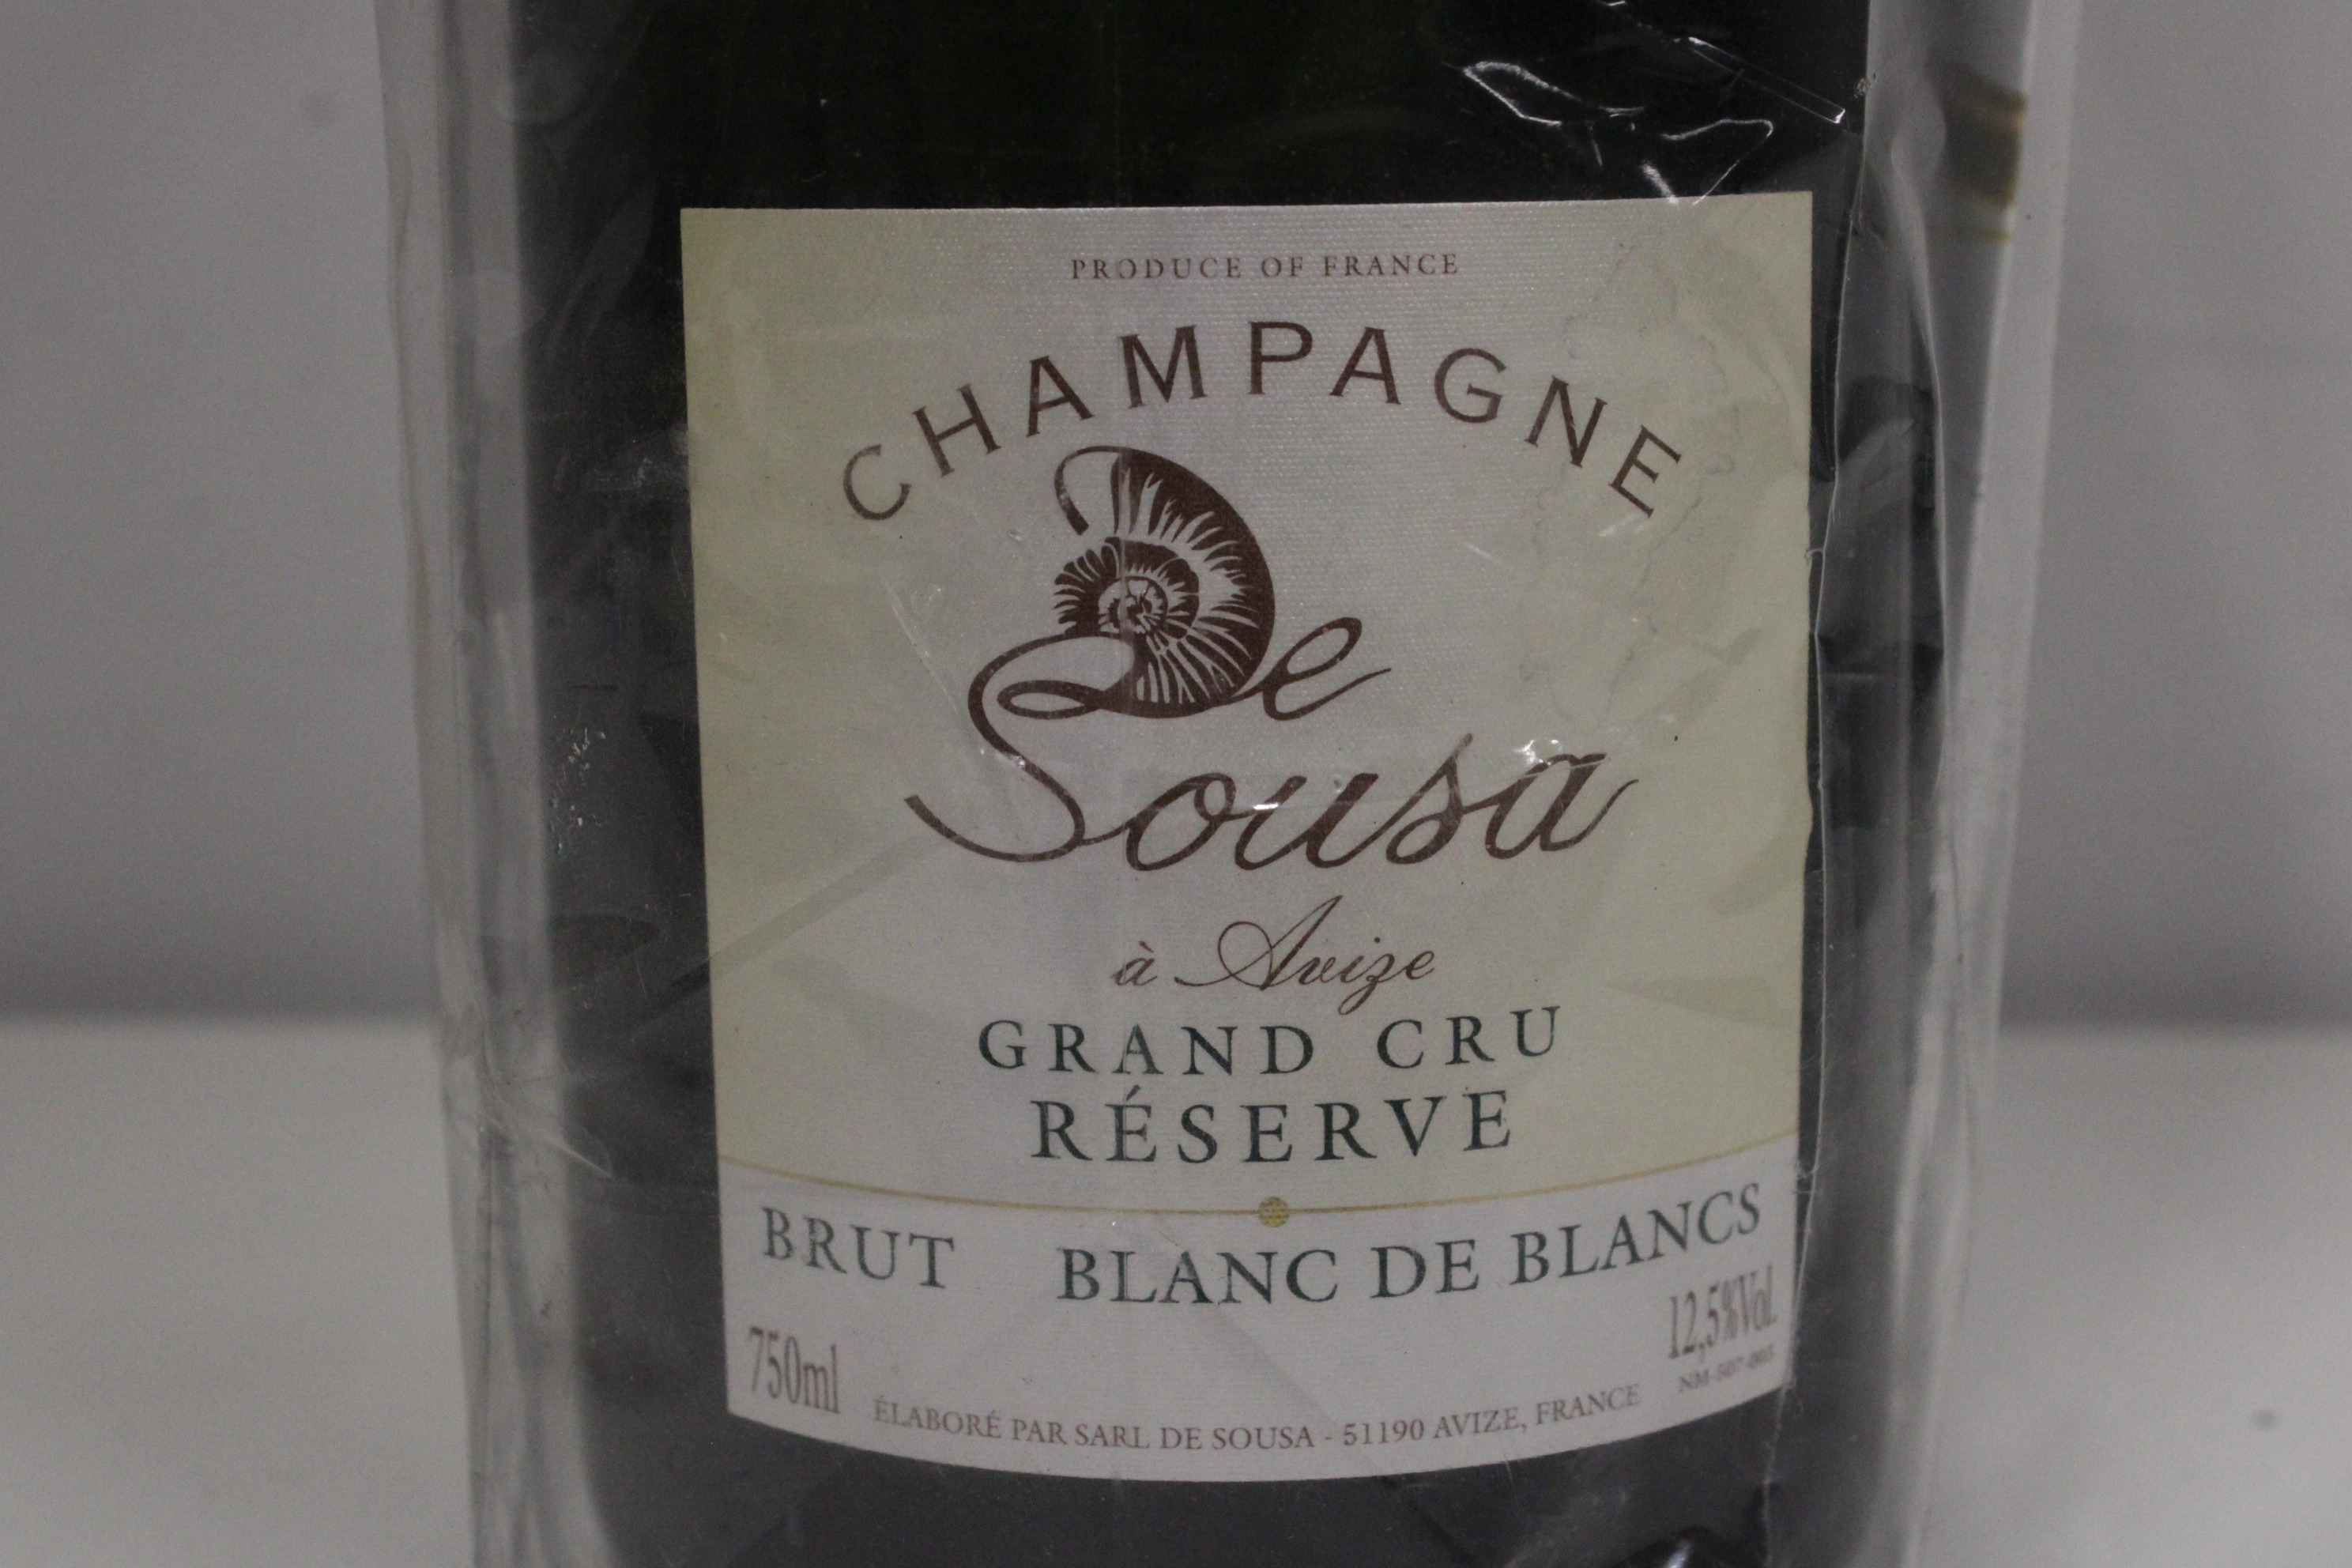 PRODUCE OF FRANCE
CHAMPAGNE
De
Sousa
à Avize
GRAND CRU
RÉSERVE
BRUT BLANC DE BLANCS
750ml
12,5%Vol.
ÉLABORÉ PAR SARL DE SOUSA - 51190 AVIZE, FRANCE